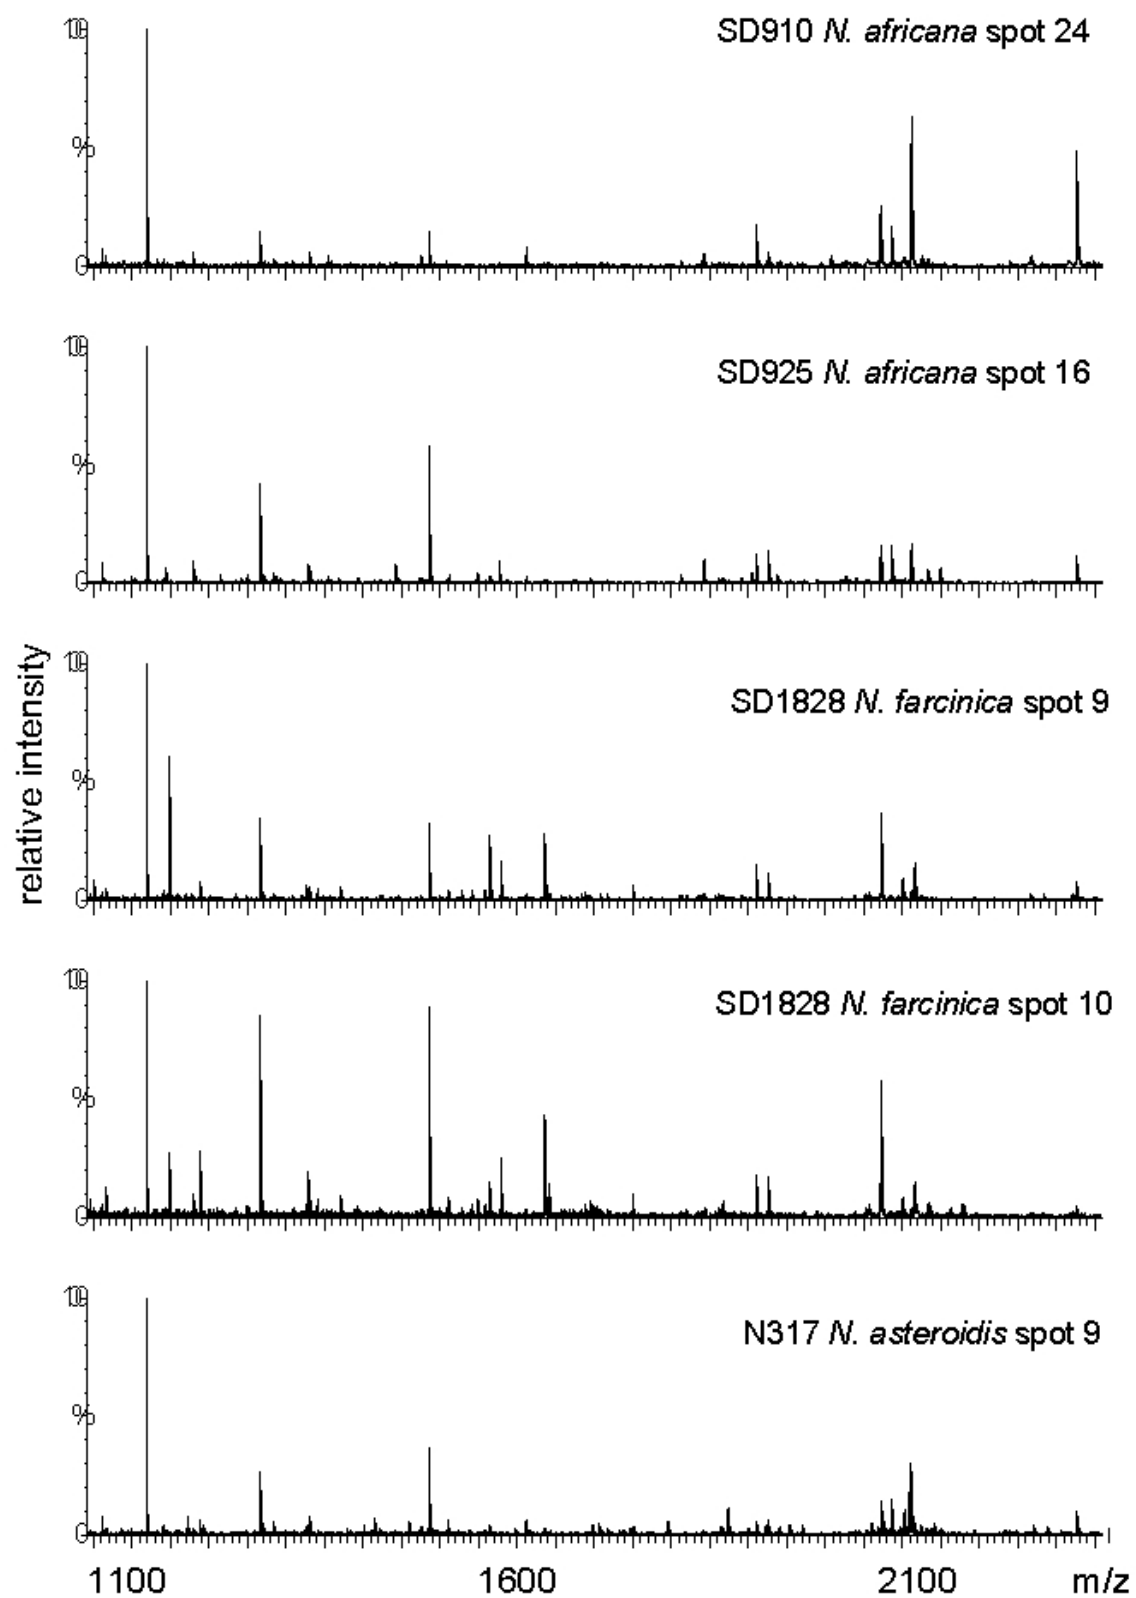 100
SD910 N. africana spot 24
%
0
100
SD925 N. africana spot 16
%
0
relative intensity
100
SD1828 N. farcinica spot 9
%
0
100
SD1828 N. farcinica spot 10
%
0
100
N317 N. asteroidis spot 9
%
0
1100 1600 2100 m/z